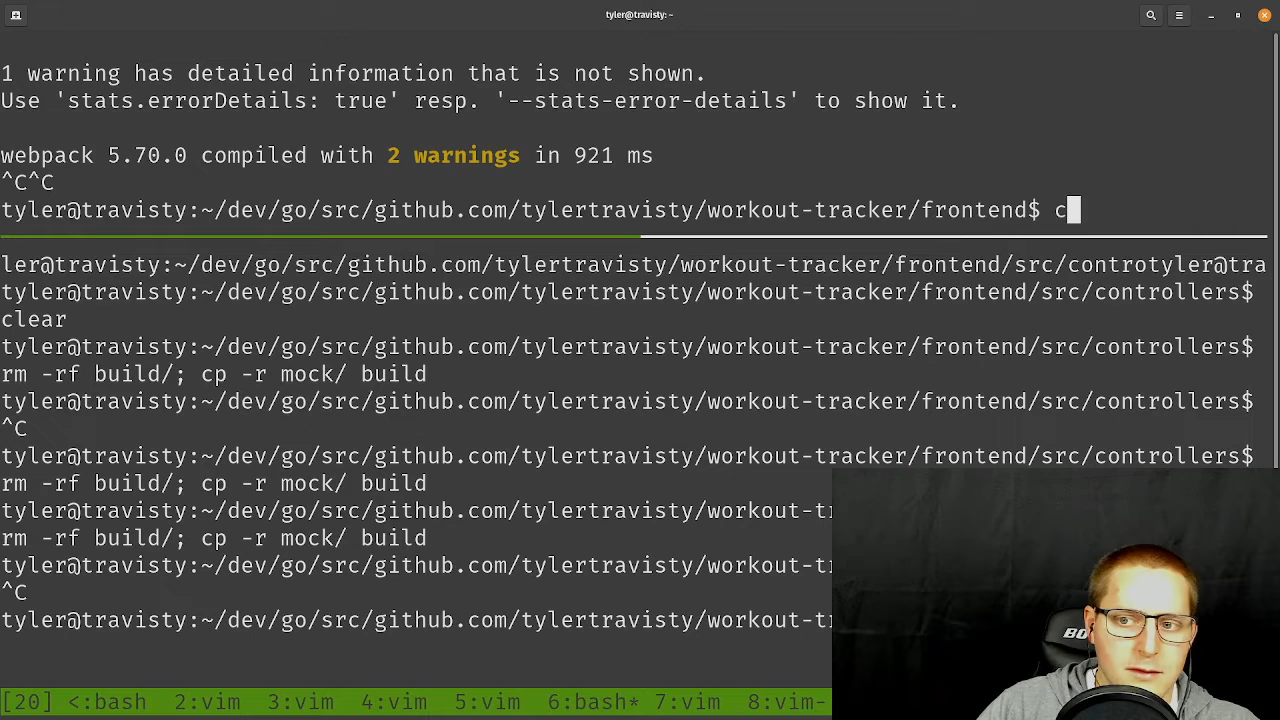 tyler@travisty: ~
1 warning has detailed information that is not shown.
Use 'stats.errorDetails: true' resp. '--stats-error-details' to show it.
webpack 5.70.0 compiled with 2 warnings in 921 ms
^C^C
tyler@travisty:~/dev/go/src/github.com/tylertravisty/workout-tracker/frontend$ c
ler@travisty:~/dev/go/src/github.com/tylertravisty/workout-tracker/frontend/src/controtyler@tra
tyler@travisty:~/dev/go/src/github.com/tylertravisty/workout-tracker/frontend/src/controllers$
clear
tyler@travisty:~/dev/go/src/github.com/tylertravisty/workout-tracker/frontend/src/controllers$
rm -rf build/; cp -r mock/ build
tyler@travisty:~/dev/go/src/github.com/tylertravisty/workout-tracker/frontend/src/controllers$
^C
tyler@travisty:~/dev/go/src/github.com/tylertravisty/workout-tracker/frontend/src/controllers$
rm -rf build/; cp -r mock/ build
tyler@travisty:~/dev/go/src/github.com/tylertravisty/workout-tr
rm -rf build/; cp -r mock/ build
tyler@travisty:~/dev/go/src/github.com/tylertravisty/workout-tr
^C
tyler@travisty:~/dev/go/src/github.com/tylertravisty/workout-tr
BO
[20] <:bash 2:vim 3:vim 4:vim 5:vim 6:bash* 7:vim 8:vim-